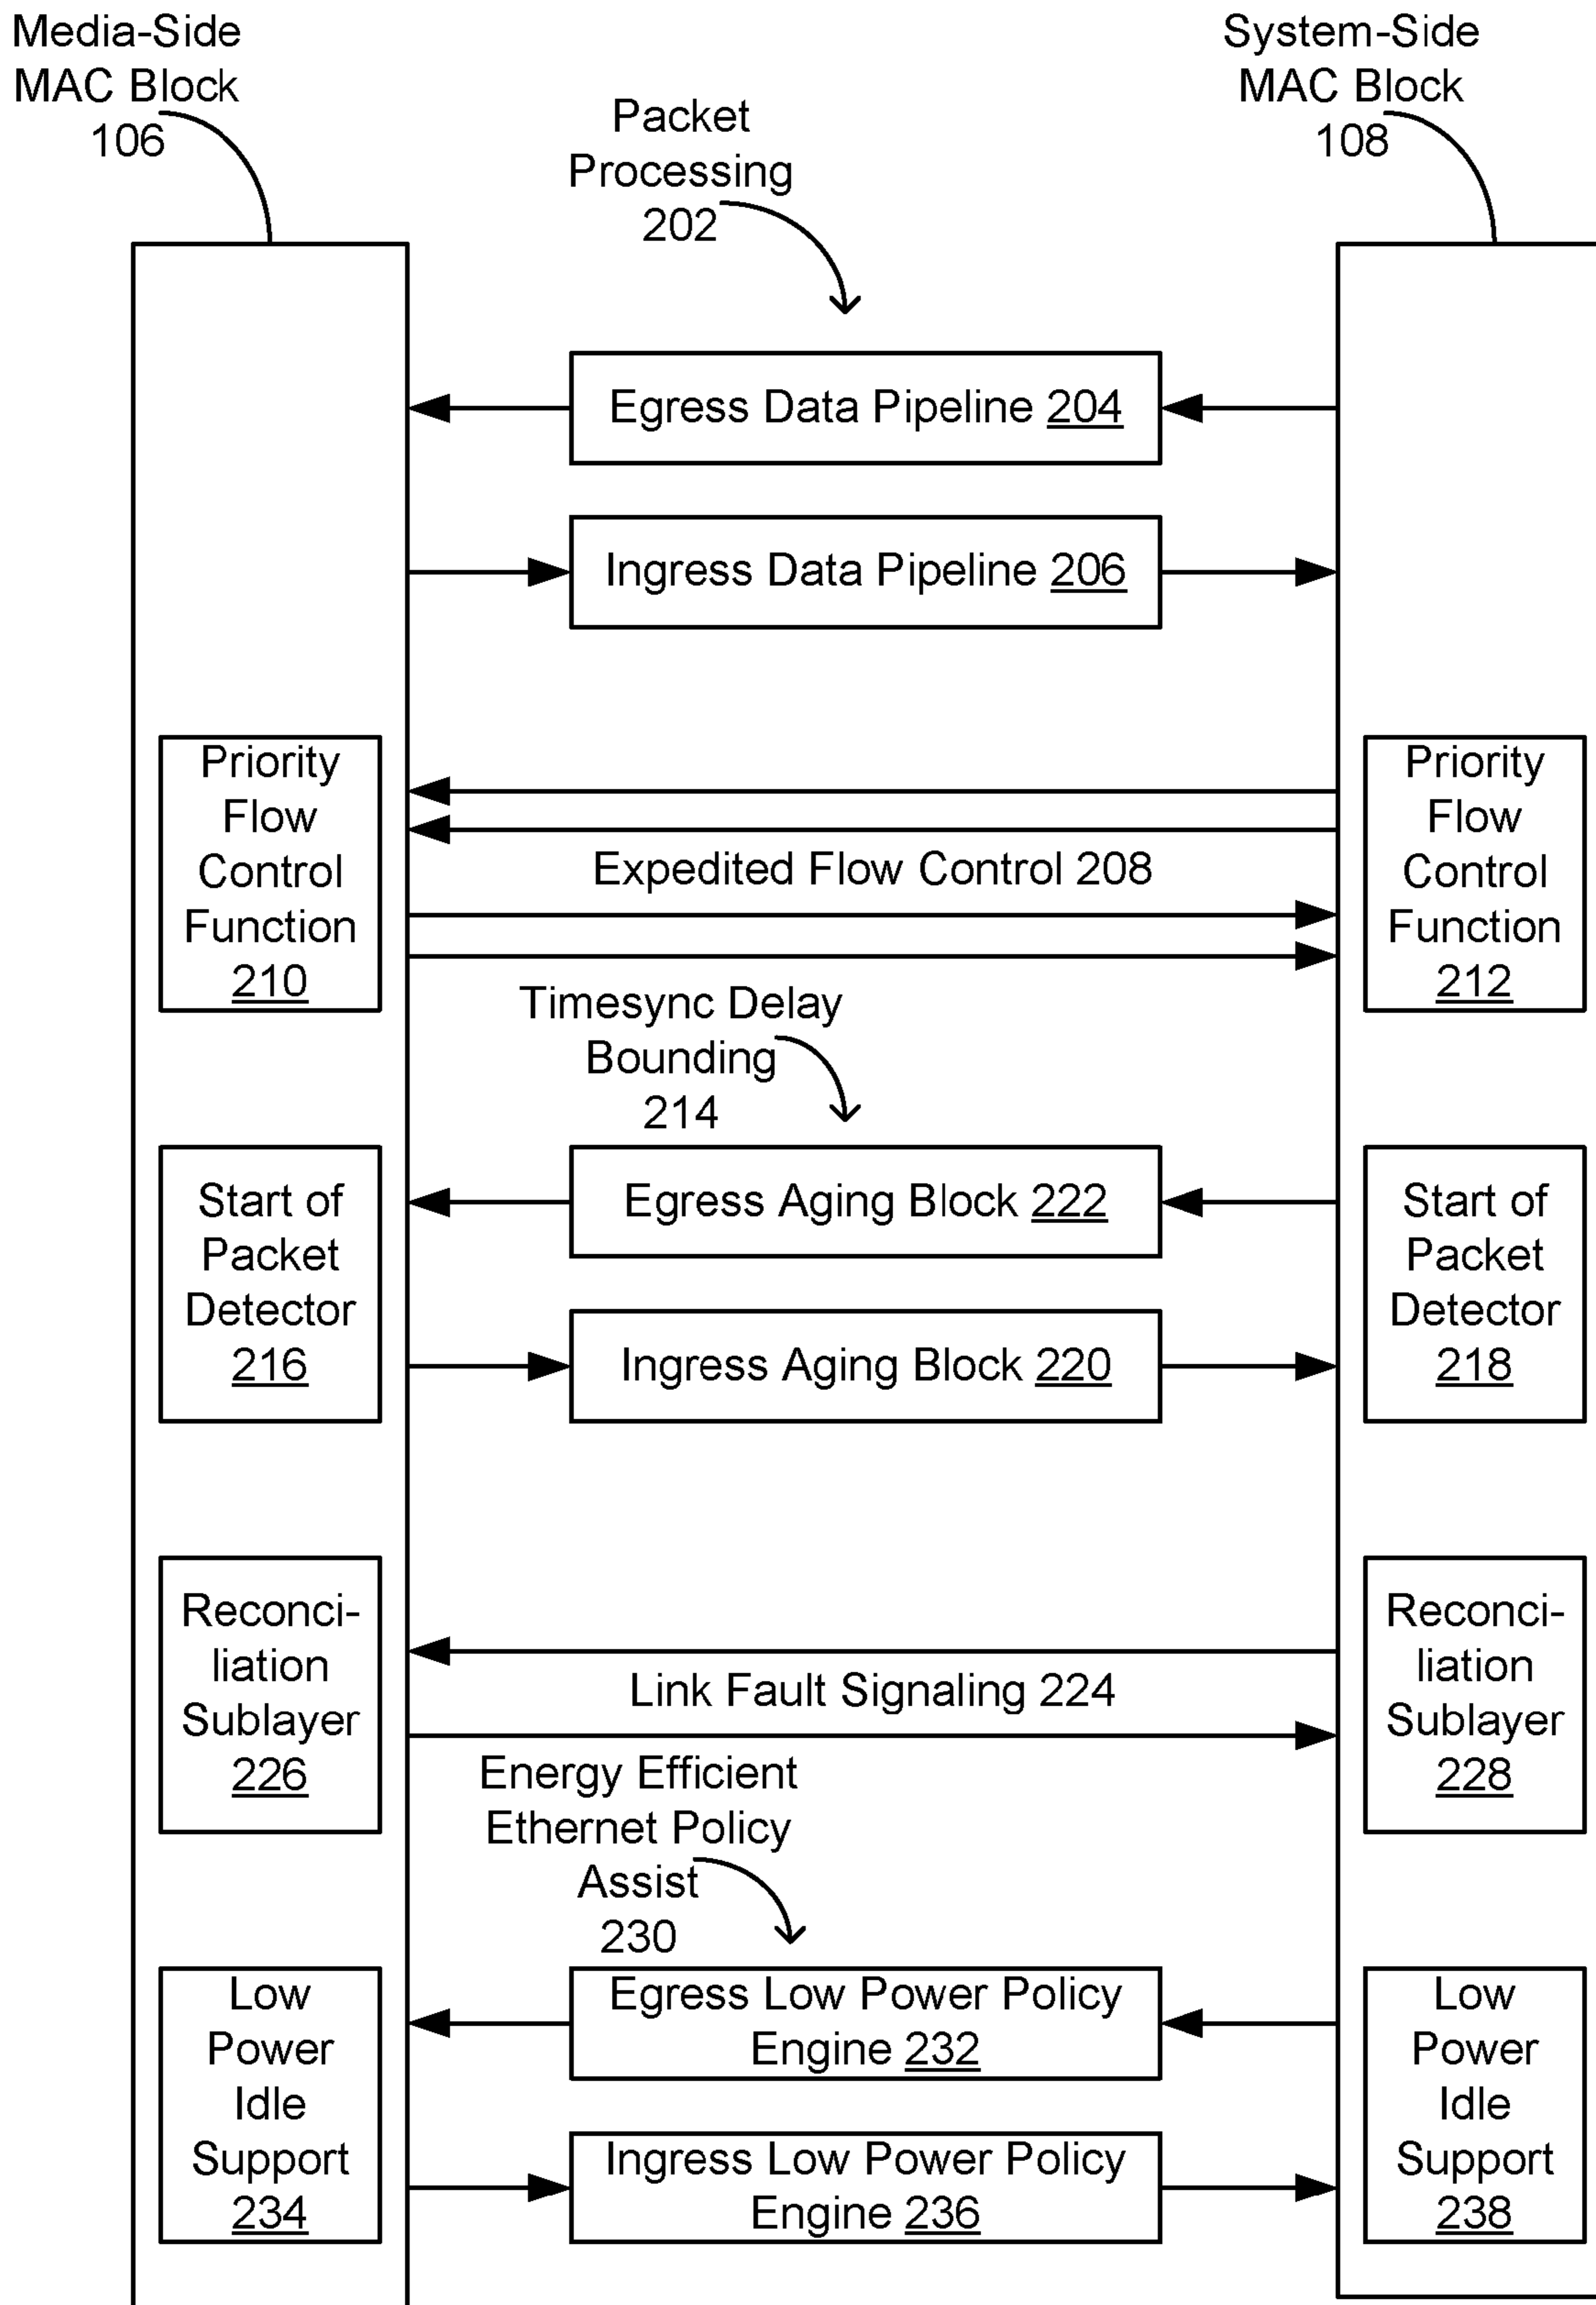 Media-Side
MAC Block
106
System-Side
MAC Block
108
Packet
Processing
202
Egress Data Pipeline 204
Ingress Data Pipeline 206
Priority
Flow
Control
Function
210
Expedited Flow Control 208
Priority
Flow
Control
Function
212
Timesync Delay
Bounding
214
Start of
Packet
Detector
216
Egress Aging Block 222
Ingress Aging Block 220
Start of
Packet
Detector
218
Reconci-
liation
Sublayer
226
Link Fault Signaling 224
Reconci-
liation
Sublayer
228
Energy Efficient
Ethernet Policy
Assist
230
Low
Power
Idle
Support
234
Egress Low Power Policy
Engine 232
Ingress Low Power Policy
Engine 236
Low
Power
Idle
Support
238